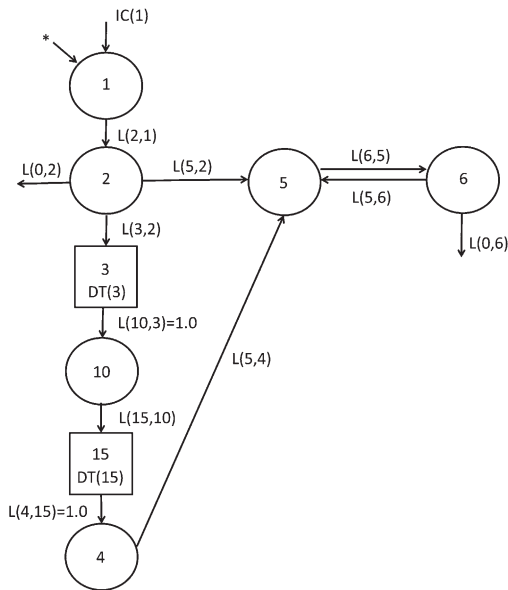 IC(1)
*
1
L(2,1)
L(0,2)
2
L(5,2)
5
L(6,5)
L(5,6)
6
L(3,2)
L(0,6)
3
DT(3)
L(10,3)=1.0
10
L(5,4)
L(15,10)
15
DT(15)
L(4,15)=1.0
4